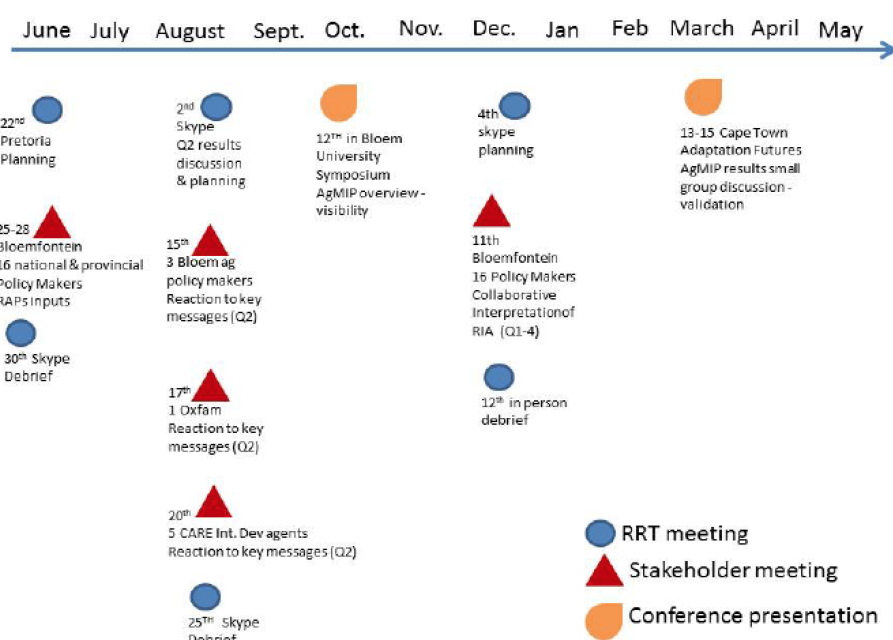 June July August Sept. Oct. Nov. Dec. Jan Feb March April May
22nd
Pretoria
Planning
25-28
Bloemfontein
16 national & provincial
Policy Makers
RAPs inputs
30th Skype
Debrief
2nd
Skype
Q2 results
discussion
& planning
15th
3 Bloem ag
policy makers
Reaction to key
messages (Q2)
17th
1 Oxfam
Reaction to key
messages (Q2)
20th
5 CARE Int. Dev agents
Reaction to key messages (Q2)
25TH Skype
Debrief
12TH in Bloem
University
Symposium
AgMIP overview -
visibility
4th
skype
planning
11th
Bloemfontein
16 Policy Makers
Collaborative
Interpretation of
RIA (Q1-4)
12th in person
debrief
13-15 Cape Town
Adaptation Futures
AgMIP results small
group discussion -
validation
RRT meeting
Stakeholder meeting
Conference presentation